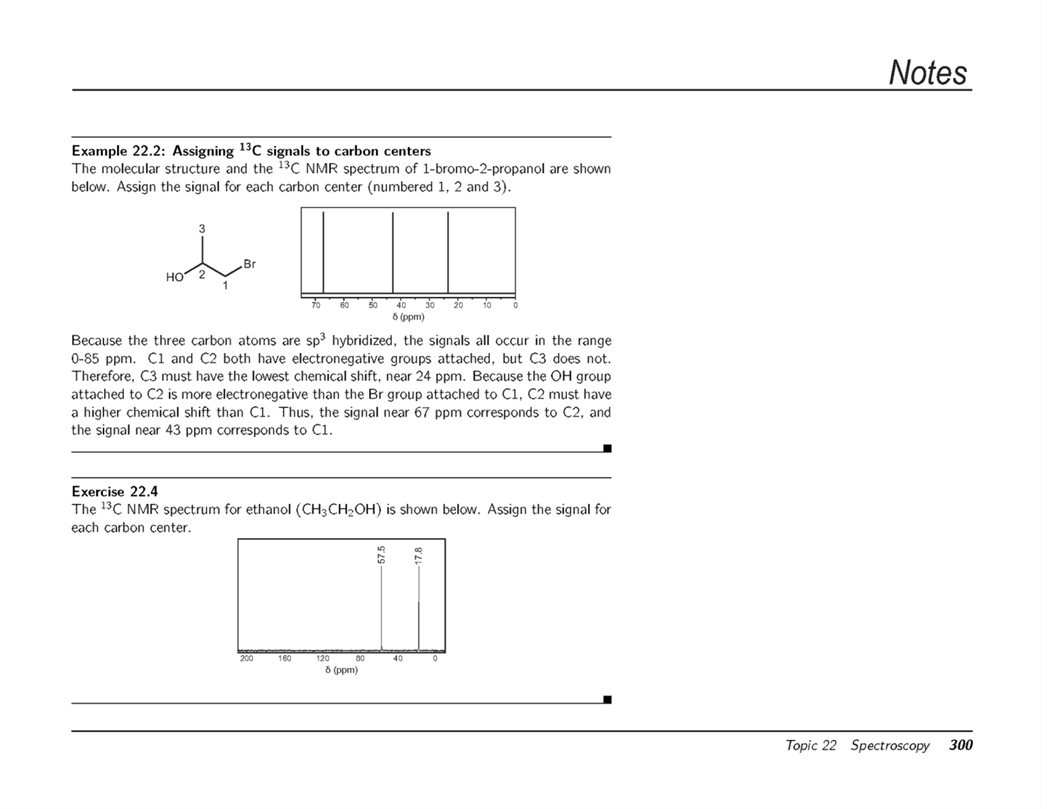 Notes
Example 22.2: Assigning ¹³C signals to carbon centers
The molecular structure and the ¹³C NMR spectrum of 1-bromo-2-propanol are shown
below. Assign the signal for each carbon center (numbered 1, 2 and 3).
3
HO 2 Br
1
70 60 50 40 30 20 10 0
δ (ppm)
Because the three carbon atoms are sp³ hybridized, the signals all occur in the range
0-85 ppm. C1 and C2 both have electronegative groups attached, but C3 does not.
Therefore, C3 must have the lowest chemical shift, near 24 ppm. Because the OH group
attached to C2 is more electronegative than the Br group attached to C1, C2 must have
a higher chemical shift than C1. Thus, the signal near 67 ppm corresponds to C2, and
the signal near 43 ppm corresponds to C1.
Exercise 22.4
The ¹³C NMR spectrum for ethanol (CH₃CH₂OH) is shown below. Assign the signal for
each carbon center.
57.5 17.8
200 160 120 80 40 0
δ (ppm)
Topic 22 Spectroscopy 300